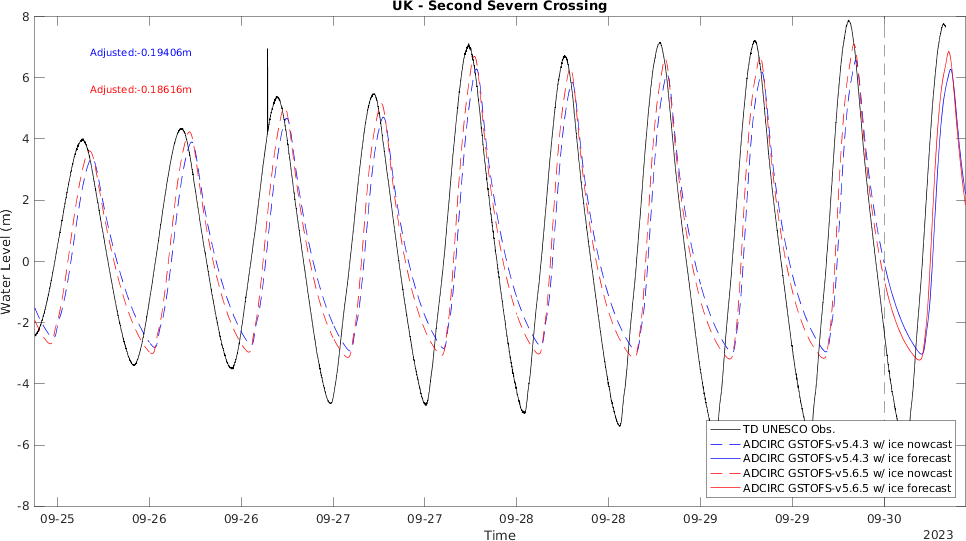 UK - Second Severn Crossing
Adjusted:-0.19406m
Adjusted:-0.18616m
Water Level (m)
8
6
4
2
0
-2
-4
-6
-8
TD UNESCO Obs.
ADCIRC GSTOFS-v5.4.3 w/ ice nowcast
ADCIRC GSTOFS-v5.4.3 w/ ice forecast
ADCIRC GSTOFS-v5.6.5 w/ ice nowcast
ADCIRC GSTOFS-v5.6.5 w/ ice forecast
09-25 09-26 09-26 09-27 09-27 09-28 09-28 09-29 09-29 09-30
Time
2023